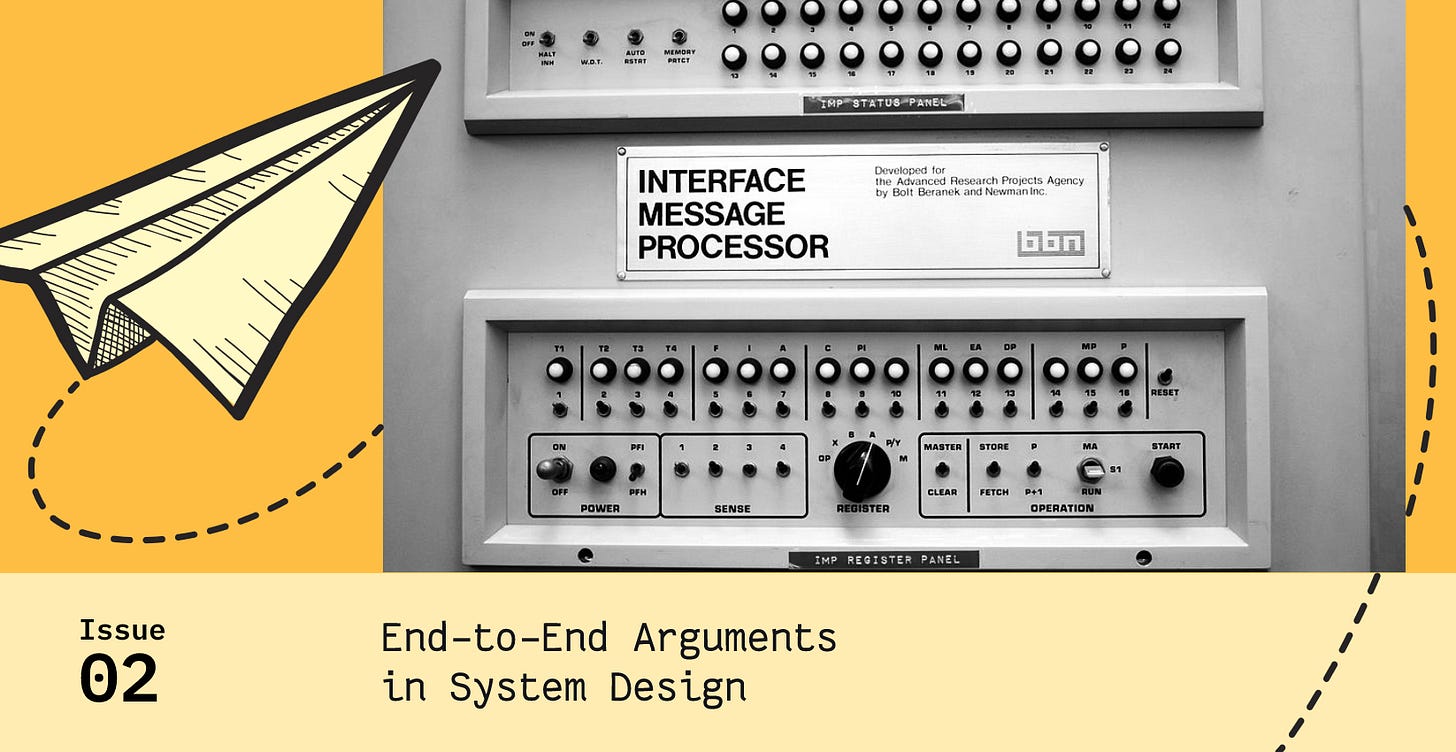 ON
OFF
HALT
INH
W.D.T.
AUTO
RSTRT
MEMORY
PRTCT
1 2 3 4 5 6 7 8 9 10 11 12
13 14 15 16 17 18 19 20 21 22 23 24
IMP STATUS PANEL
INTERFACE
MESSAGE
PROCESSOR
Developed for
the Advanced Research Projects Agency
by Bolt Beranek and Newman Inc.
bbn
T1 T2 T3 T4 F I A C PI ML EA DP MP P
1 2 3 4 5 6 7 8 9 10 11 12 13 14 15 16
RESET
ON PFI
OFF PFH
POWER
1 2 3 4
SENSE
OP X B A P/Y M
REGISTER
MASTER STORE P MA START
S1
CLEAR FETCH P+1 RUN
OPERATION
IMP REGISTER PANEL
Issue
02
End-to-End Arguments
in System Design